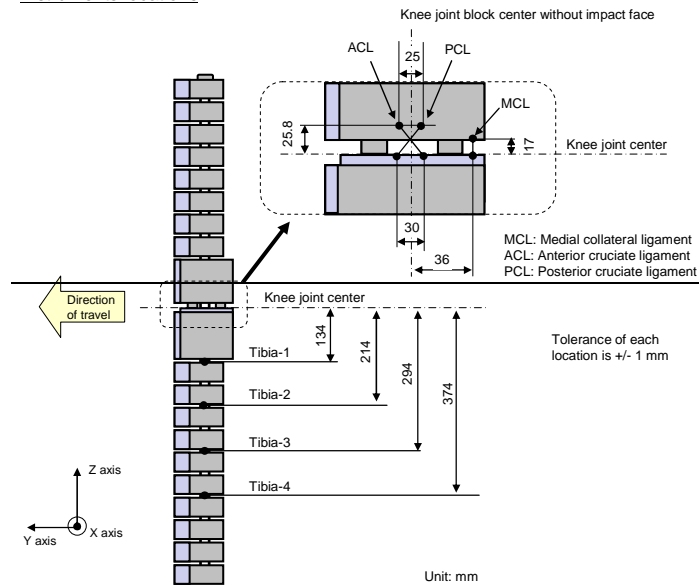 Knee joint block center without impact face
ACL
PCL
25
MCL
25.8
17
Knee joint center
30
36
MCL: Medial collateral ligament
ACL: Anterior cruciate ligament
PCL: Posterior cruciate ligament
Direction
of travel
Knee joint center
134
214
294
374
Tolerance of each
location is +/- 1 mm
Tibia-1
Tibia-2
Tibia-3
Tibia-4
Z axis
Y axis
X axis
Unit: mm